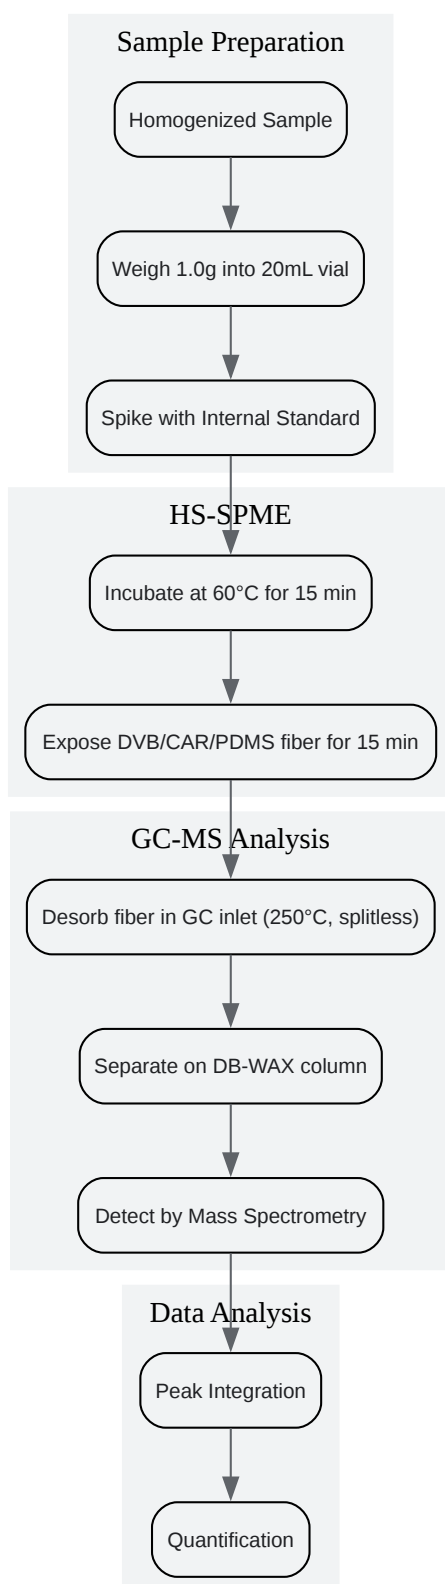 Sample Preparation
Homogenized Sample
Weigh 1.0g into 20mL vial
Spike with Internal Standard
HS-SPME
Incubate at 60°C for 15 min
Expose DVB/CAR/PDMS fiber for 15 min
GC-MS Analysis
Desorb fiber in GC inlet (250°C, splitless)
Separate on DB-WAX column
Detect by Mass Spectrometry
Data Analysis
Peak Integration
Quantification